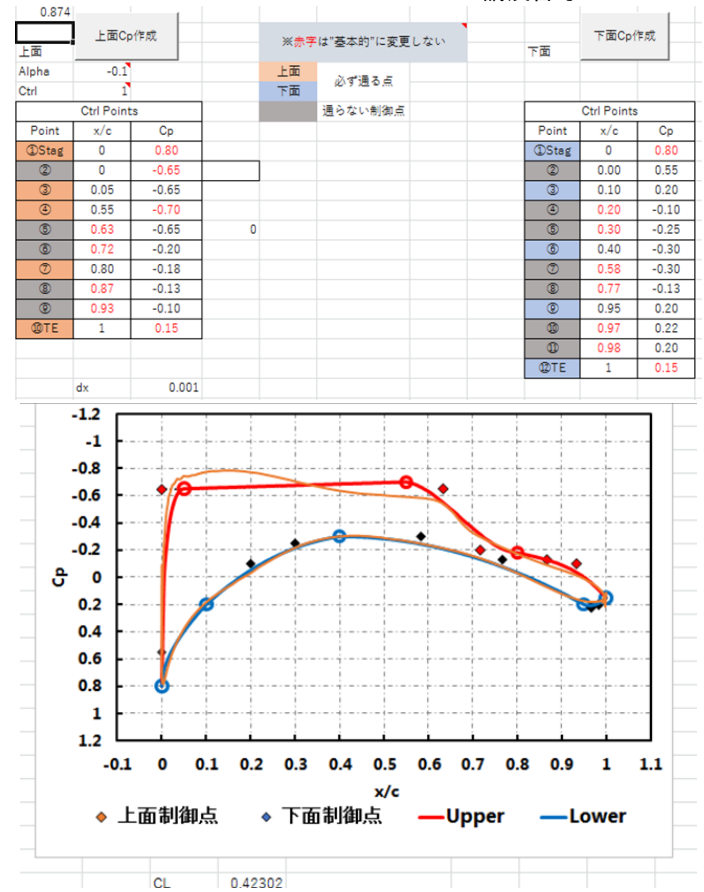 0.874
上面Cp作成
※赤字は"基本的"に変更しない
下面Cp作成
上面
下面
Alpha -0.1
上面
必ず通る点
Ctrl 1
下面
通らない制御点
Ctrl Points
Point x/c Cp
①Stag 0 0.80
② 0 -0.65
③ 0.05 -0.65
④ 0.55 -0.70
⑤ 0.63 -0.65 0
⑥ 0.72 -0.20
⑦ 0.80 -0.18
⑧ 0.87 -0.13
⑨ 0.93 -0.10
⑩TE 1 0.15
dx 0.001
Ctrl Points
Point x/c Cp
①Stag 0 0.80
② 0.00 0.55
③ 0.10 0.20
④ 0.20 -0.10
⑤ 0.30 -0.25
⑥ 0.40 -0.30
⑦ 0.58 -0.30
⑧ 0.77 -0.13
⑨ 0.95 0.20
⑩ 0.97 0.22
⑪ 0.98 0.20
⑫TE 1 0.15
-1.2
-1
-0.8
-0.6
-0.4
-0.2
0
0.2
0.4
0.6
0.8
1
1.2
Cp
-0.1 0 0.1 0.2 0.3 0.4 0.5 0.6 0.7 0.8 0.9 1 1.1
x/c
上面制御点 下面制御点 Upper Lower
CL 0.42302